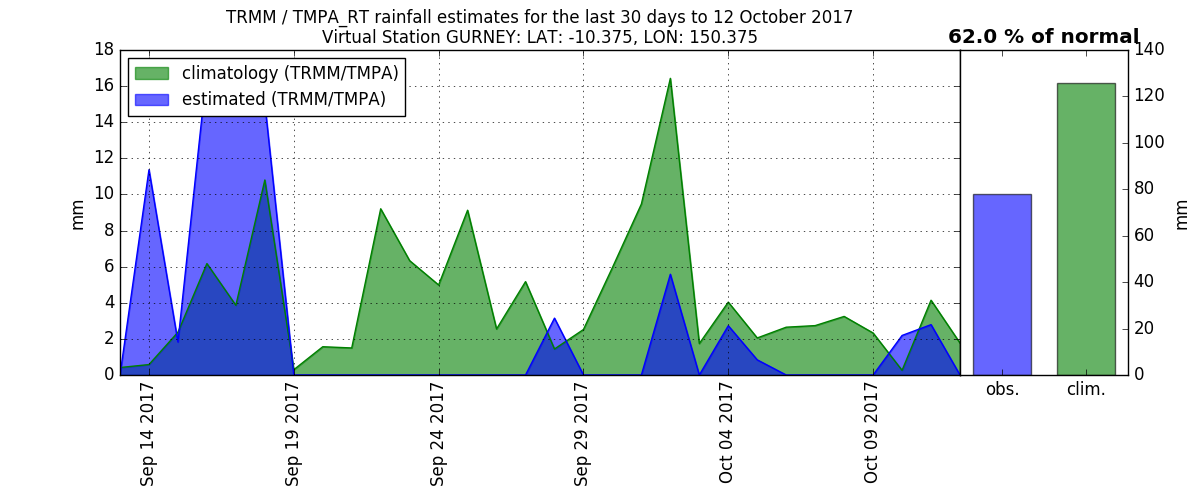 TRMM / TMPA_RT rainfall estimates for the last 30 days to 12 October 2017
Virtual Station GURNEY: LAT: -10.375, LON: 150.375
62.0 % of normal
climatology (TRMM/TMPA)
estimated (TRMM/TMPA)
18
16
14
12
10
8
6
4
2
0
mm
Sep 14 2017
Sep 19 2017
Sep 24 2017
Sep 29 2017
Oct 04 2017
Oct 09 2017
140
120
100
80
60
40
20
0
mm
obs.
clim.